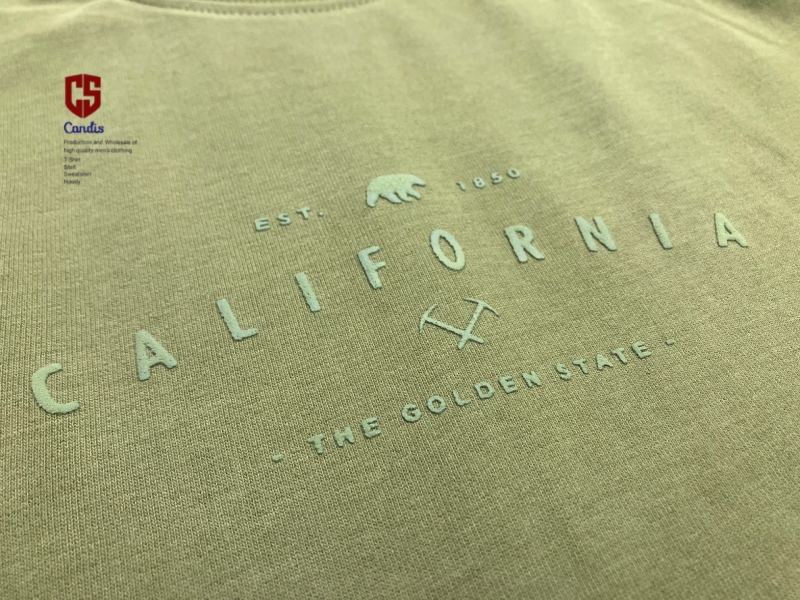 CS
Candis
Production and Wholesale of
high quality men's clothing
T-Shirt
Shirt
Sweatshirt
Hoody
EST. 1850
CALIFORNIA
- THE GOLDEN STATE -